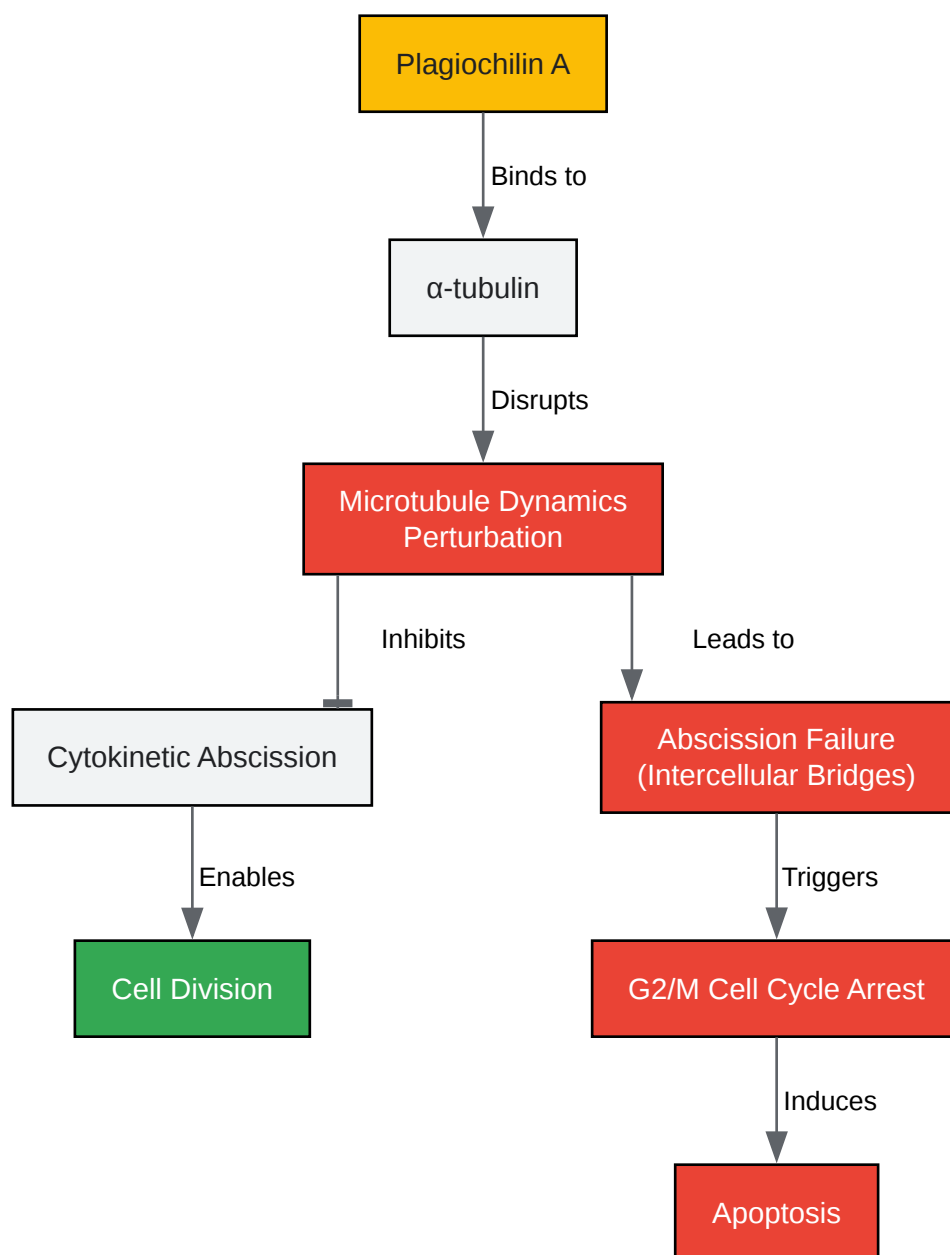 Plagiochilin A
Binds to
α-tubulin
Disrupts
Microtubule Dynamics
Perturbation
Inhibits
Leads to
Cytokinetic Abscission
Abscission Failure
(Intercellular Bridges)
Enables
Triggers
Cell Division
G2/M Cell Cycle Arrest
Induces
Apoptosis